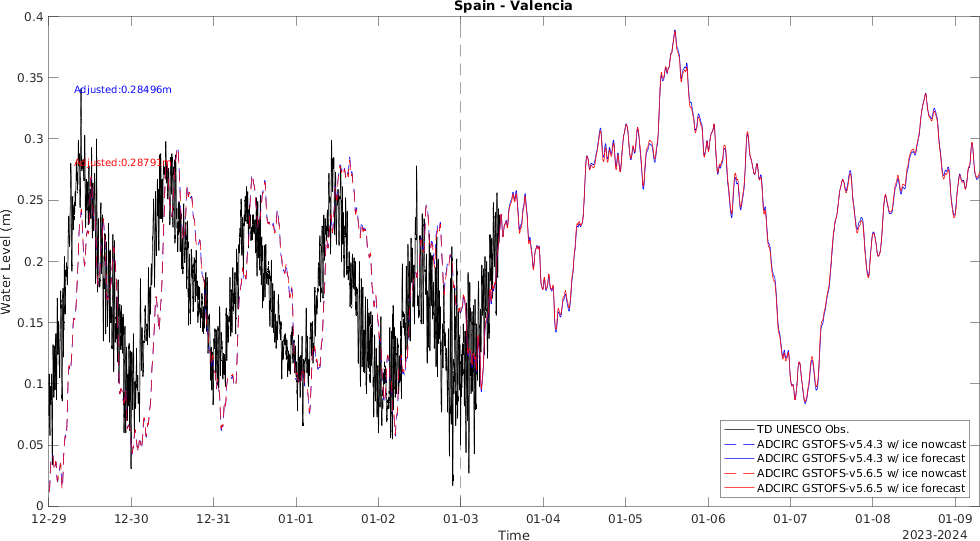 Spain - Valencia
0.4
0.35
0.3
0.25
0.2
0.15
0.1
0.05
0
Water Level (m)
Adjusted:0.28496m
Adjusted:0.28791m
TD UNESCO Obs.
ADCIRC GSTOFS-v5.4.3 w/ ice nowcast
ADCIRC GSTOFS-v5.4.3 w/ ice forecast
ADCIRC GSTOFS-v5.6.5 w/ ice nowcast
ADCIRC GSTOFS-v5.6.5 w/ ice forecast
12-29 12-30 12-31 01-01 01-02 01-03 01-04 01-05 01-06 01-07 01-08 01-09
Time
2023-2024